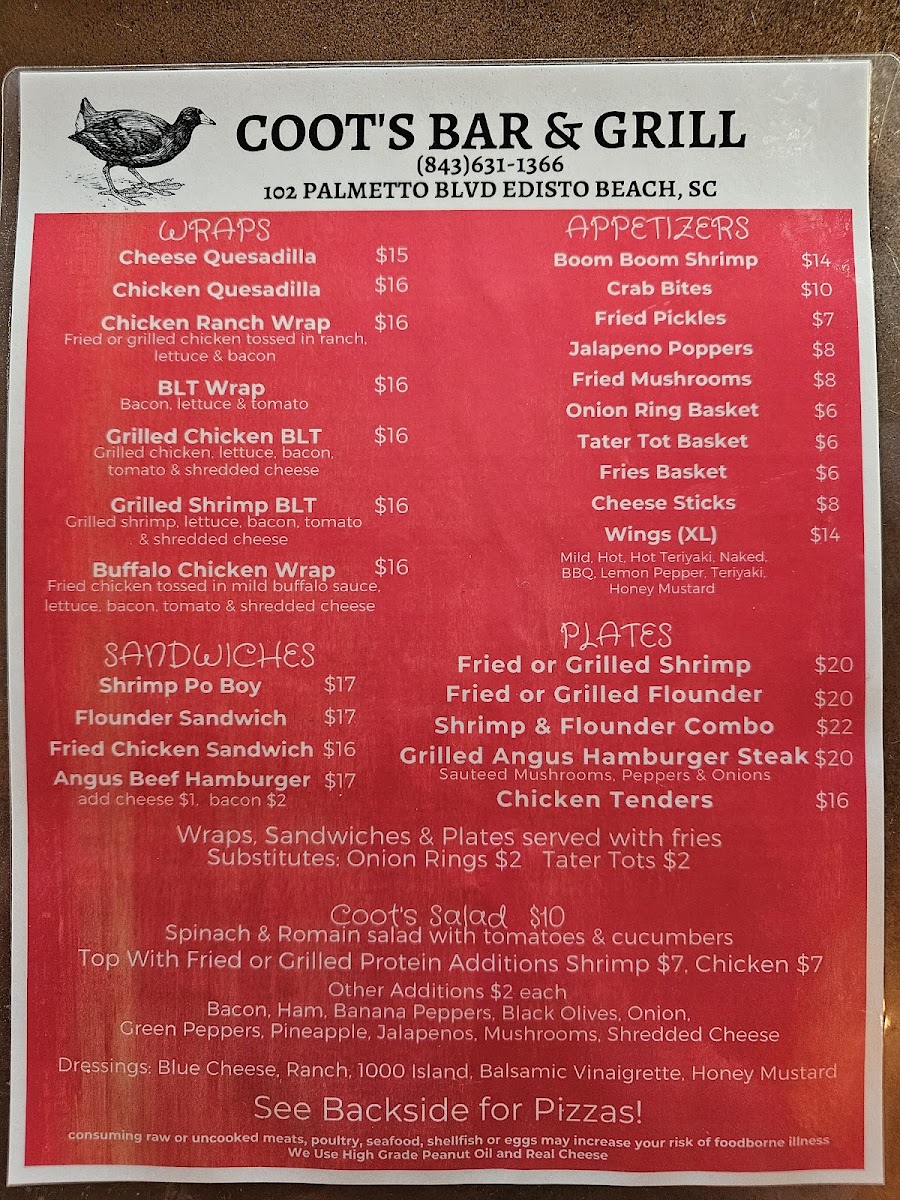 COOT'S BAR & GRILL
(843)631-1366
102 PALMETTO BLVD EDISTO BEACH, SC
WRAPS
Cheese Quesadilla $15
Chicken Quesadilla $16
Chicken Ranch Wrap $16
Fried or grilled chicken tossed in ranch,
lettuce & bacon
BLT Wrap $16
Bacon, lettuce & tomato
Grilled Chicken BLT $16
Grilled chicken, lettuce, bacon,
tomato & shredded cheese
Grilled Shrimp BLT $16
Grilled shrimp, lettuce, bacon, tomato
& shredded cheese
Buffalo Chicken Wrap $16
Fried chicken tossed in mild buffalo sauce,
lettuce, bacon, tomato & shredded cheese
SANDWICHES
Shrimp Po Boy $17
Flounder Sandwich $17
Fried Chicken Sandwich $16
Angus Beef Hamburger $17
add cheese $1, bacon $2
APPETIZERS
Boom Boom Shrimp $14
Crab Bites $10
Fried Pickles $7
Jalapeno Poppers $8
Fried Mushrooms $8
Onion Ring Basket $6
Tater Tot Basket $6
Fries Basket $6
Cheese Sticks $8
Wings (XL) $14
Mild, Hot, Hot Teriyaki, Naked,
BBQ, Lemon Pepper, Teriyaki,
Honey Mustard
PLATES
Fried or Grilled Shrimp $20
Fried or Grilled Flounder $20
Shrimp & Flounder Combo $22
Grilled Angus Hamburger Steak $20
Sauteed Mushrooms, Peppers & Onions
Chicken Tenders $16
Wraps, Sandwiches & Plates served with fries
Substitutes: Onion Rings $2 Tater Tots $2
Coot's Salad $10
Spinach & Romain salad with tomatoes & cucumbers
Top With Fried or Grilled Protein Additions Shrimp $7, Chicken $7
Other Additions $2 each
Bacon, Ham, Banana Peppers, Black Olives, Onion,
Green Peppers, Pineapple, Jalapenos, Mushrooms, Shredded Cheese
Dressings: Blue Cheese, Ranch, 1000 Island, Balsamic Vinaigrette, Honey Mustard
See Backside for Pizzas!
consuming raw or uncooked meats, poultry, seafood, shellfish or eggs may increase your risk of foodborne illness
We Use High Grade Peanut Oil and Real Cheese